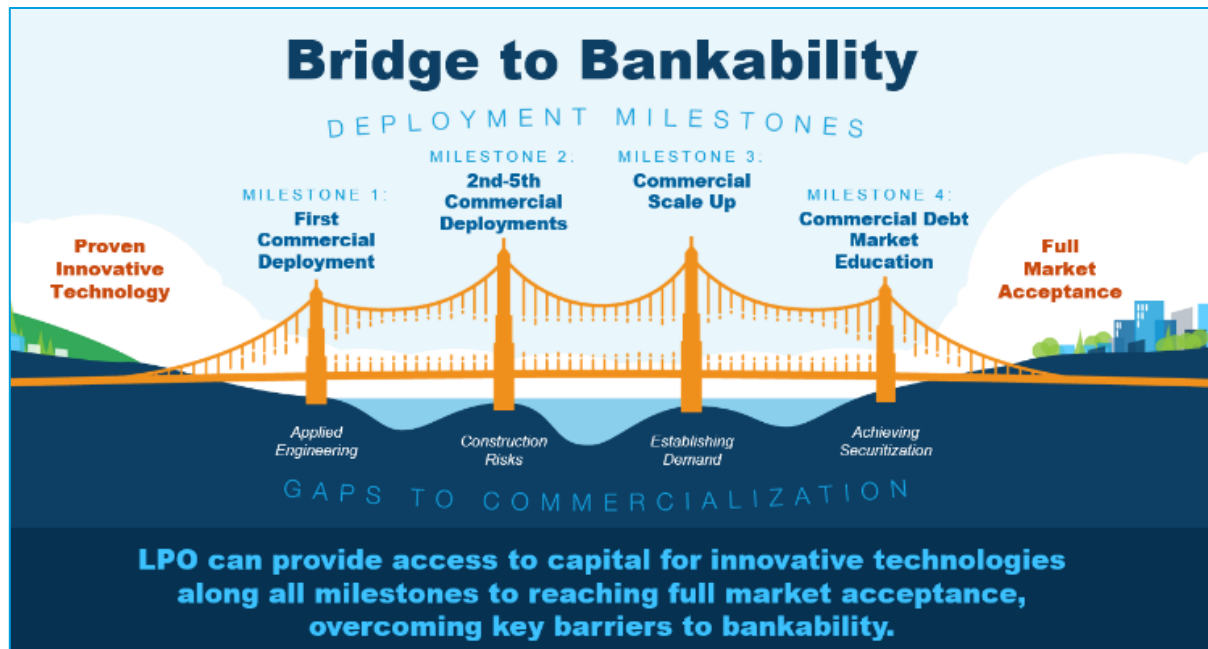 Bridge to Bankability
DEPLOYMENT MILESTONES
MILESTONE 1:
First
Commercial
Deployment
MILESTONE 2:
2nd-5th
Commercial
Deployments
MILESTONE 3:
Commercial
Scale Up
MILESTONE 4:
Commercial Debt
Market
Education
Proven
Innovative
Technology
Full
Market
Acceptance
Applied
Engineering
Construction
Risks
Establishing
Demand
Achieving
Securitization
GAPS TO COMMERCIALIZATION
LPO can provide access to capital for innovative technologies
along all milestones to reaching full market acceptance,
overcoming key barriers to bankability.